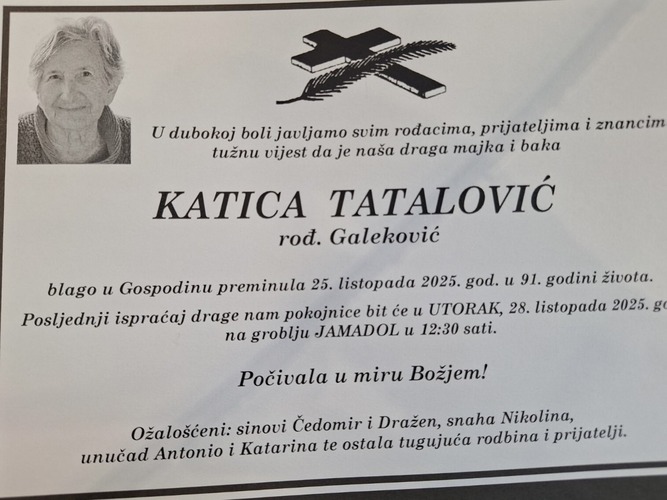 U dubokoj boli javljamo svim rođacima, prijateljima i znancima
tužnu vijest da je naša draga majka i baka
KATICA TATALOVIĆ
rođ. Galeković
blago u Gospodinu preminula 25. listopada 2025. god. u 91. godini života.
Posljednji ispraćaj drage nam pokojnice bit će u UTORAK, 28. listopada 2025. go
na groblju JAMADOL u 12:30 sati.
Počivala u miru Božjem!
Ožalošćeni: sinovi Čedomir i Dražen, snaha Nikolina,
unučad Antonio i Katarina te ostala tugujuća rodbina i prijatelji.